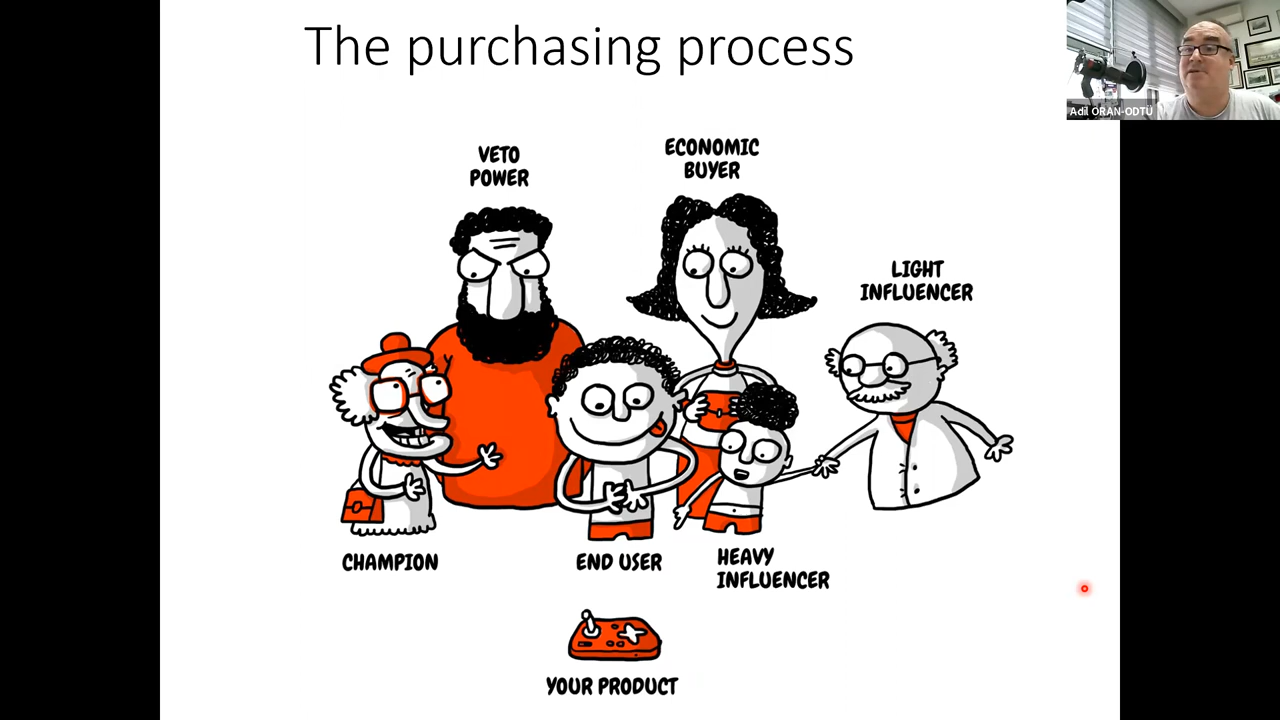 The purchasing process
Adil ORAN-ODTÜ
VETO
POWER
ECONOMIC
BUYER
LIGHT
INFLUENCER
CHAMPION
END USER
HEAVY
INFLUENCER
YOUR PRODUCT